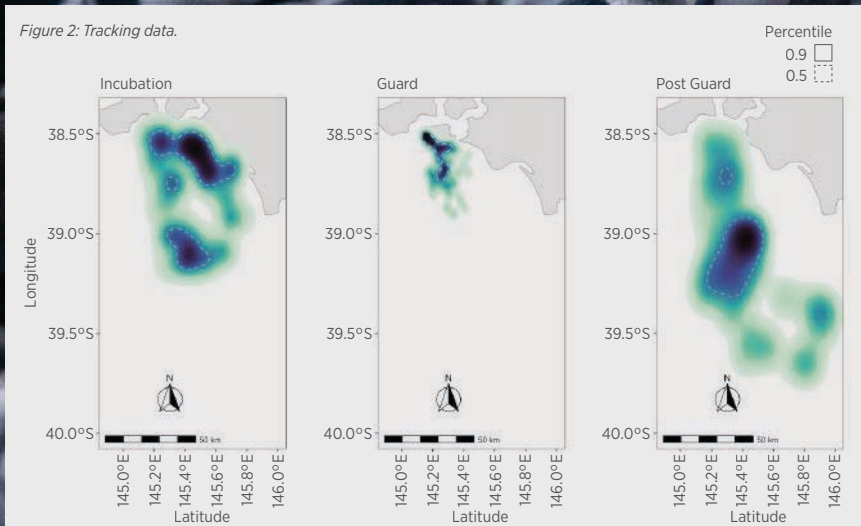 Figure 2: Tracking data.
Percentile
0.9
0.5
Incubation
Guard
Post Guard
38.5°S
39.0°S
39.5°S
40.0°S
Longitude
N
50 km
145.0°E
145.2°E
145.4°E
145.6°E
145.8°E
146.0°E
Latitude
38.5°S
39.0°S
39.5°S
40.0°S
N
50 km
145.0°E
145.2°E
145.4°E
145.6°E
145.8°E
146.0°E
Latitude
38.5°S
39.0°S
39.5°S
40.0°S
N
50 km
145.0°E
145.2°E
145.4°E
145.6°E
145.8°E
146.0°E
Latitude